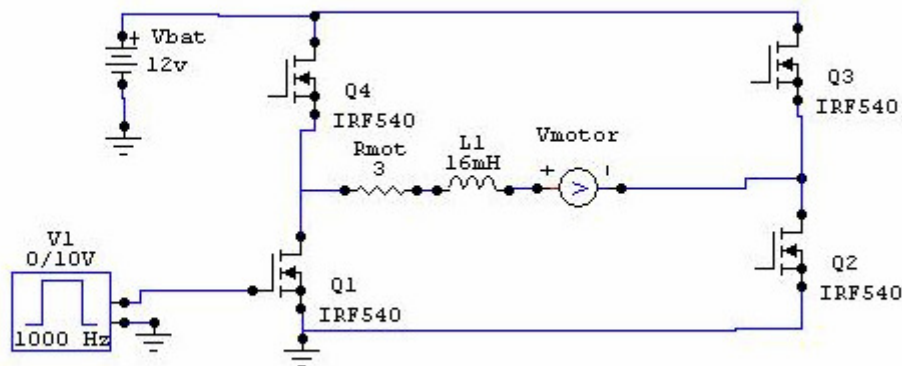 + Vbat
12v
Q4
IRF540
Q3
IRF540
Rmot
3
L1
16mH
Vmotor
+ -
V
V1
0/10V
1000 Hz
Q1
IRF540
Q2
IRF540